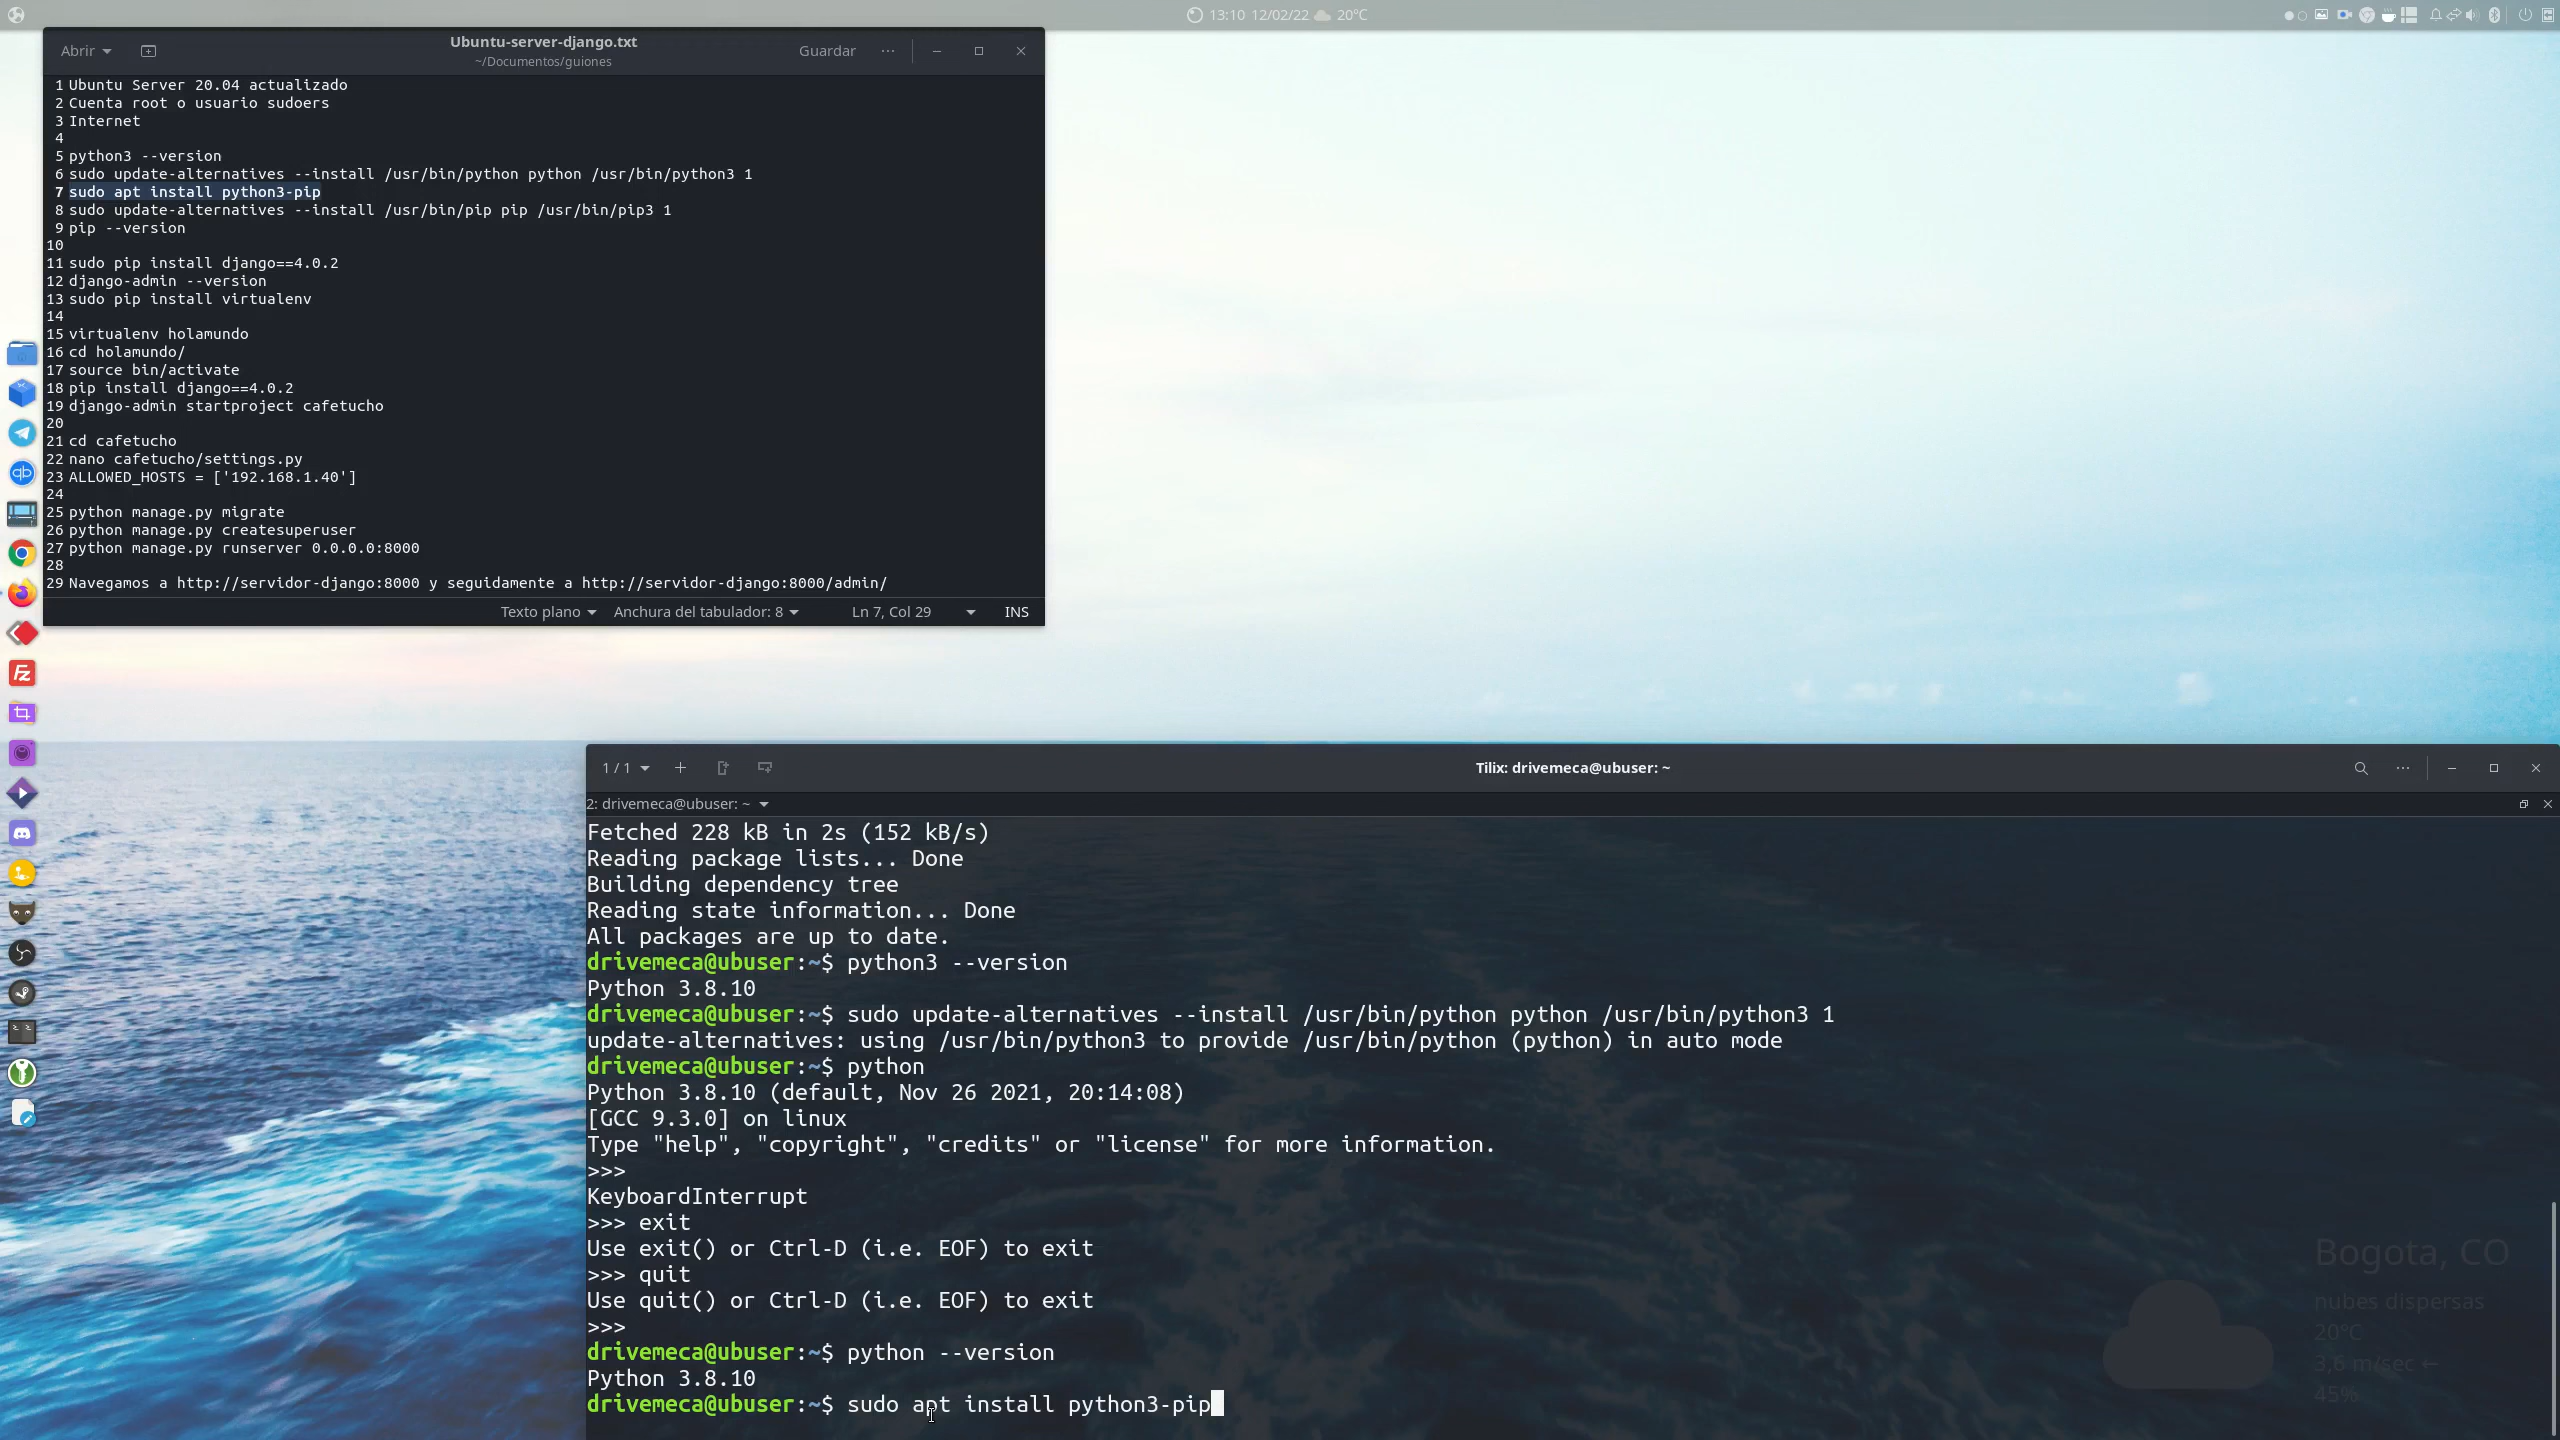 13:10 12/02/22 20°C
Abrir
Ubuntu-server-django.txt
~/Documentos/guiones
Guardar
1 Ubuntu Server 20.04 actualizado
2 Cuenta root o usuario sudoers
3 Internet
4
5 python3 --version
6 sudo update-alternatives --install /usr/bin/python python /usr/bin/python3 1
7 sudo apt install python3-pip
8 sudo update-alternatives --install /usr/bin/pip pip /usr/bin/pip3 1
9 pip --version
10
11 sudo pip install django==4.0.2
12 django-admin --version
13 sudo pip install virtualenv
14
15 virtualenv holamundo
16 cd holamundo/
17 source bin/activate
18 pip install django==4.0.2
19 django-admin startproject cafetucho
20
21 cd cafetucho
22 nano cafetucho/settings.py
23 ALLOWED_HOSTS = ['192.168.1.40']
24
25 python manage.py migrate
26 python manage.py createsuperuser
27 python manage.py runserver 0.0.0.0:8000
28
29 Navegamos a http://servidor-django:8000 y seguidamente a http://servidor-django:8000/admin/
Texto plano Anchura del tabulador: 8 Ln 7, Col 29 INS
1 / 1
Tilix: drivemeca@ubuser: ~
2: drivemeca@ubuser: ~
Fetched 228 kB in 2s (152 kB/s)
Reading package lists... Done
Building dependency tree
Reading state information... Done
All packages are up to date.
drivemeca@ubuser:~$ python3 --version
Python 3.8.10
drivemeca@ubuser:~$ sudo update-alternatives --install /usr/bin/python python /usr/bin/python3 1
update-alternatives: using /usr/bin/python3 to provide /usr/bin/python (python) in auto mode
drivemeca@ubuser:~$ python
Python 3.8.10 (default, Nov 26 2021, 20:14:08)
[GCC 9.3.0] on linux
Type "help", "copyright", "credits" or "license" for more information.
>>>
KeyboardInterrupt
>>> exit
Use exit() or Ctrl-D (i.e. EOF) to exit
>>> quit
Use quit() or Ctrl-D (i.e. EOF) to exit
>>>
drivemeca@ubuser:~$ python --version
Python 3.8.10
drivemeca@ubuser:~$ sudo apt install python3-pip
Bogota, CO
nubes dispersas
20°C
3,6 m/sec ←
45%
qb
Fz